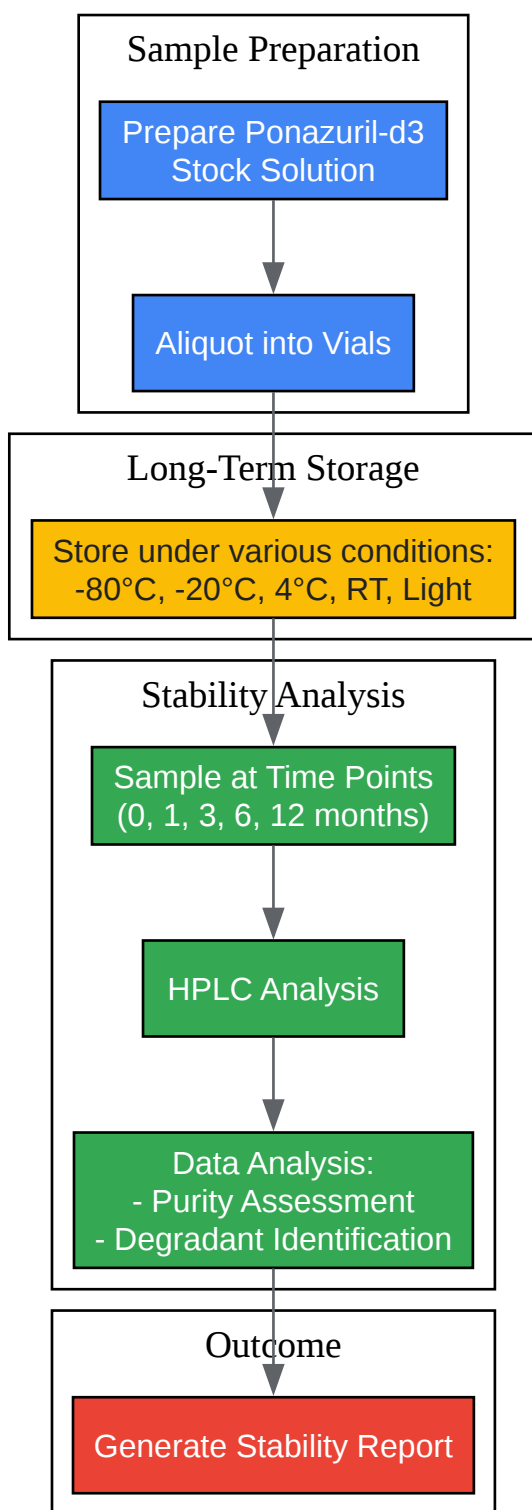 Sample Preparation
Prepare Ponazuril-d3
Stock Solution
Aliquot into Vials
Long-Term Storage
Store under various conditions:
-80°C, -20°C, 4°C, RT, Light
Stability Analysis
Sample at Time Points
(0, 1, 3, 6, 12 months)
HPLC Analysis
Data Analysis:
- Purity Assessment
- Degradant Identification
Outcome
Generate Stability Report